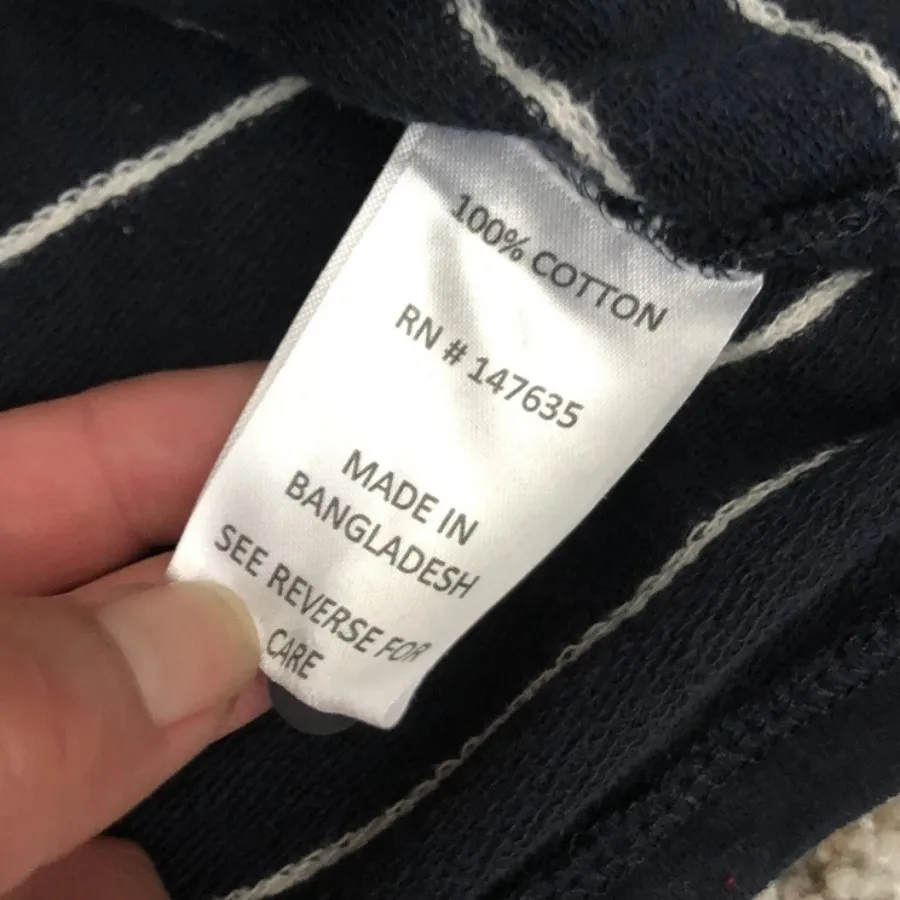 100% COTTON
RN # 147635
MADE IN
BANGLADESH
SEE REVERSE FOR
CARE